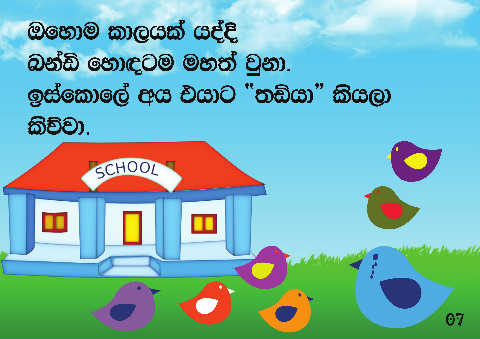 ඔහොම කාලයක් යද්දි
බන්ඩි හොඳටම මහත් වුනා.
ඉස්කොලේ අය එයාට “තඩියා” කියලා
කිව්වා.
SCHOOL
07